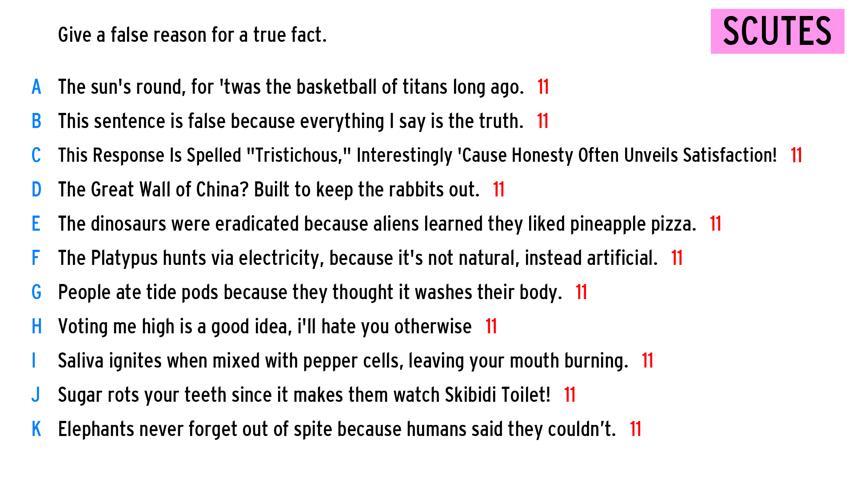 Give a false reason for a true fact.
SCUTES
A The sun's round, for 'twas the basketball of titans long ago. 11
B This sentence is false because everything I say is the truth. 11
C This Response Is Spelled "Tristichous," Interestingly 'Cause Honesty Often Unveils Satisfaction! 11
D The Great Wall of China? Built to keep the rabbits out. 11
E The dinosaurs were eradicated because aliens learned they liked pineapple pizza. 11
F The Platypus hunts via electricity, because it's not natural, instead artificial. 11
G People ate tide pods because they thought it washes their body. 11
H Voting me high is a good idea, i'll hate you otherwise 11
I Saliva ignites when mixed with pepper cells, leaving your mouth burning. 11
J Sugar rots your teeth since it makes them watch Skibidi Toilet! 11
K Elephants never forget out of spite because humans said they couldn't. 11